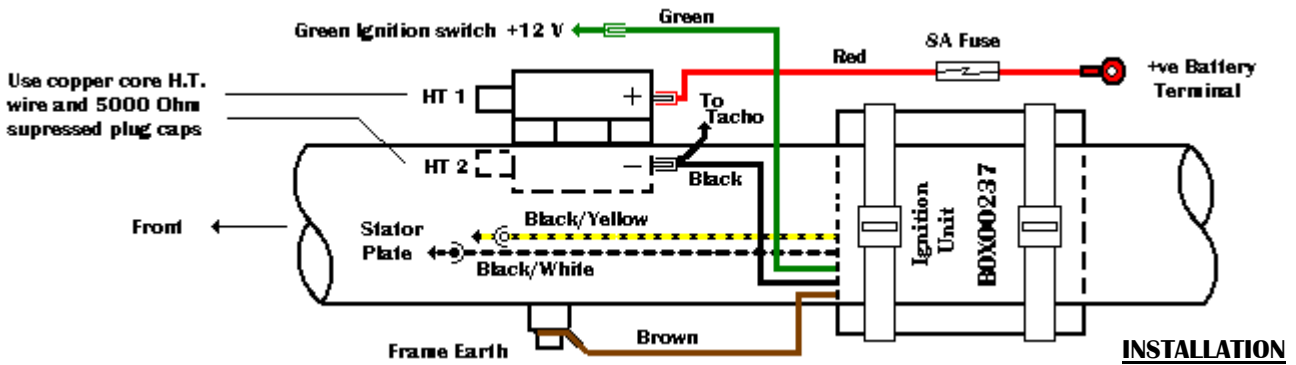 Green
Green Ignition switch +12 V
8A Fuse
Red
+ve Battery
Terminal
Use copper core H.T.
wire and 5000 Ohm
supressed plug caps
HT 1
+
To
Tacho
HT 2
–
Black
Ignition
Unit
BOX00237
Front
Stator
Plate
Black/Yellow
Black/White
Brown
Frame Earth
INSTALLATION